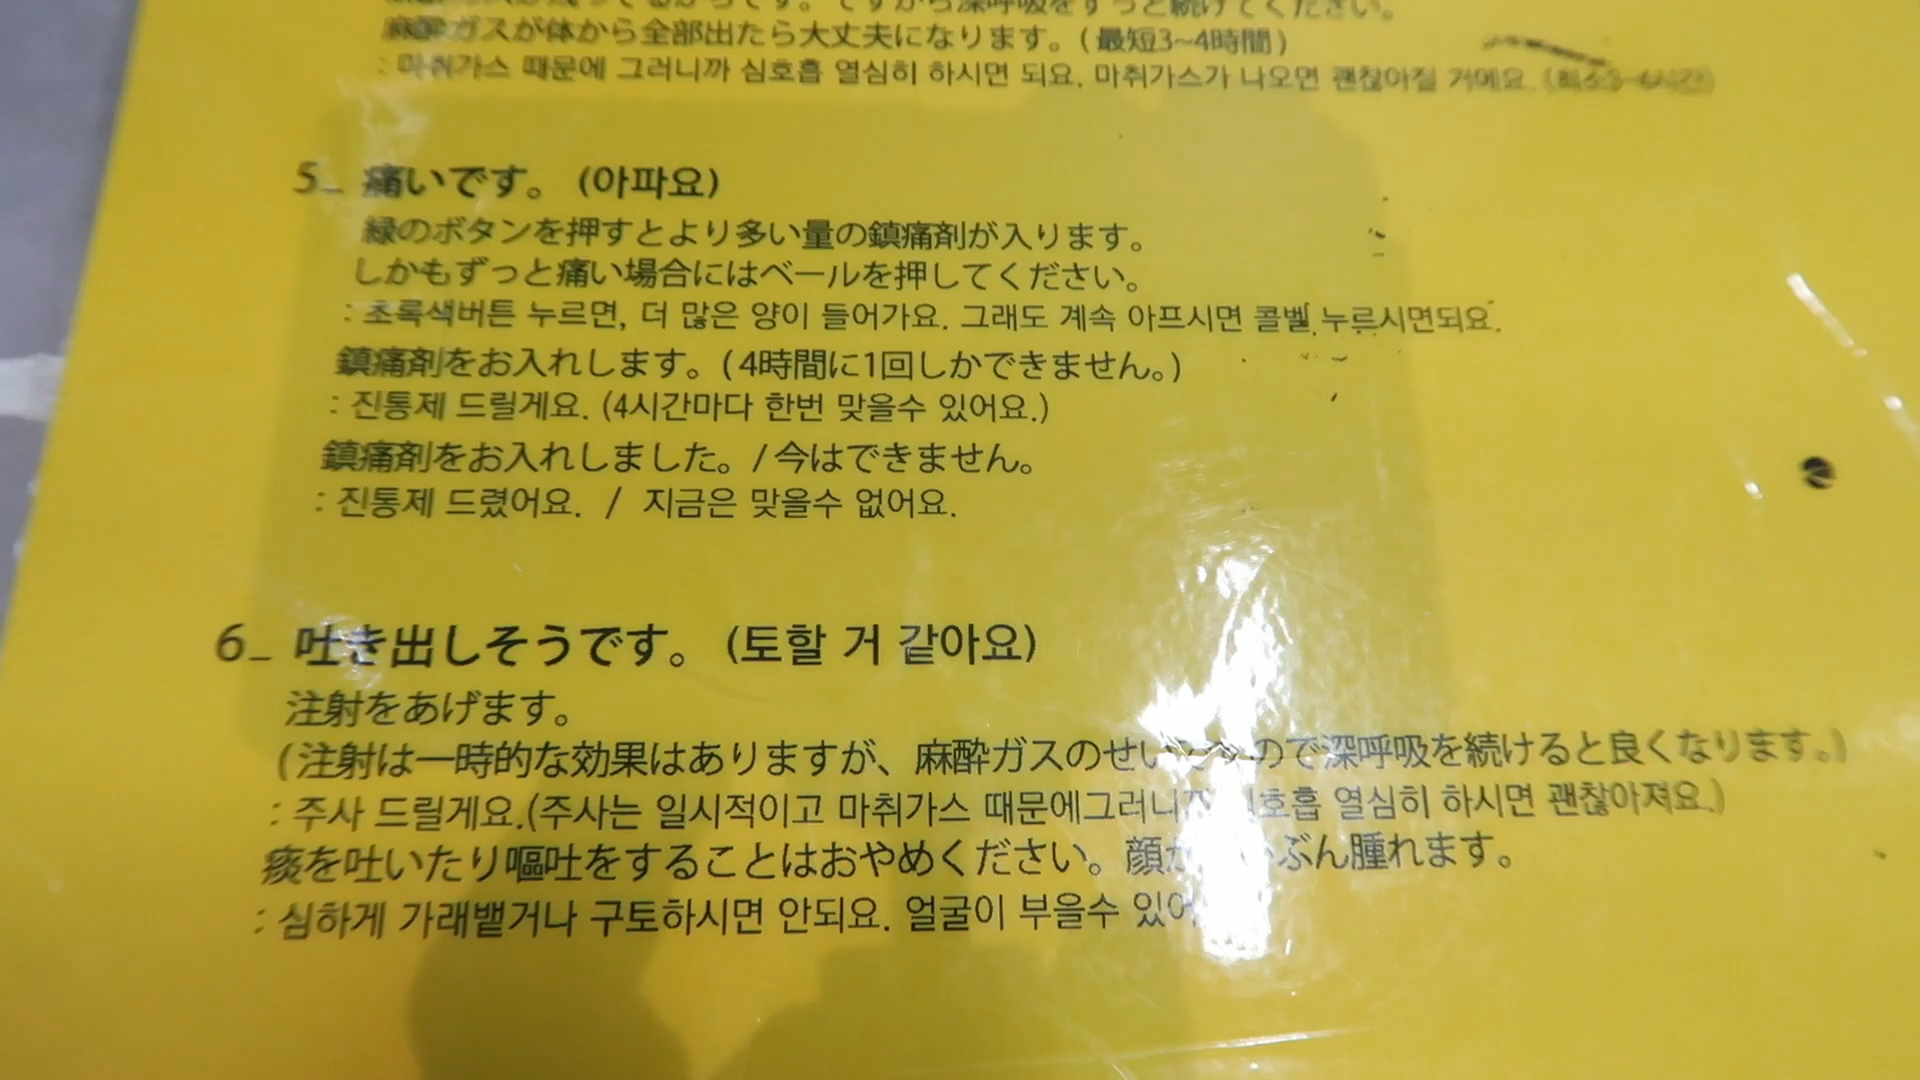 麻酔ガスが体から全部出たら大丈夫になります。(最短3~4時間)
: 마취가스 때문에 그러니까 심호흡 열심히 하시면 되요. 마취가스가 나오면 괜찮아질 거에요.
5_ 痛いです。 (아파요)
緑のボタンを押すとより多い量の鎮痛剤が入ります。
しかもずっと痛い場合にはベールを押してください。
: 초록색버튼 누르면, 더 많은 양이 들어가요. 그래도 계속 아프시면 콜벨 누르시면되요.
鎮痛剤をお入れします。(4時間に1回しかできません。)
: 진통제 드릴게요. (4시간마다 한번 맞을수 있어요.)
鎮痛剤をお入れしました。/今はできません。
: 진통제 드렸어요. / 지금은 맞을수 없어요.
6_ 吐き出しそうです。 (토할 거 같아요)
注射をあげます。
(注射は一時的な効果はありますが、麻酔ガスのせい ので深呼吸を続けると良くなります。)
: 주사 드릴게요.(주사는 일시적이고 마취가스 때문에 열심히 하시면 괜찮아져요.)
痰を吐いたり嘔吐をすることはおやめください。顔 腫れます。
: 심하게 가래뱉거나 구토하시면 안되요. 얼굴이 부을수